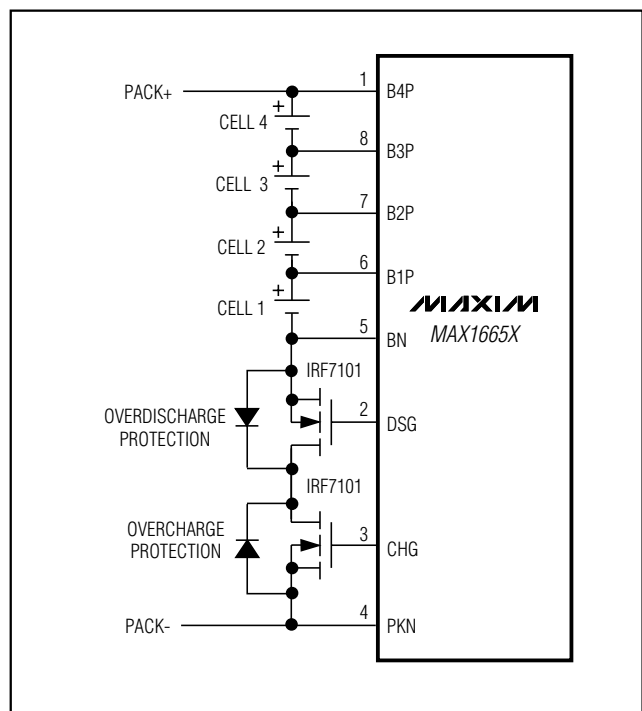 PACK+
1
B4P
+
CELL 4
8
B3P
+
CELL 3
7
B2P
+
CELL 2
6
B1P
+
CELL 1
MAXIM
MAX1665X
5
BN
IRF7101
OVERDISCHARGE
PROTECTION
2
DSG
IRF7101
OVERCHARGE
PROTECTION
3
CHG
4
PACK-
PKN